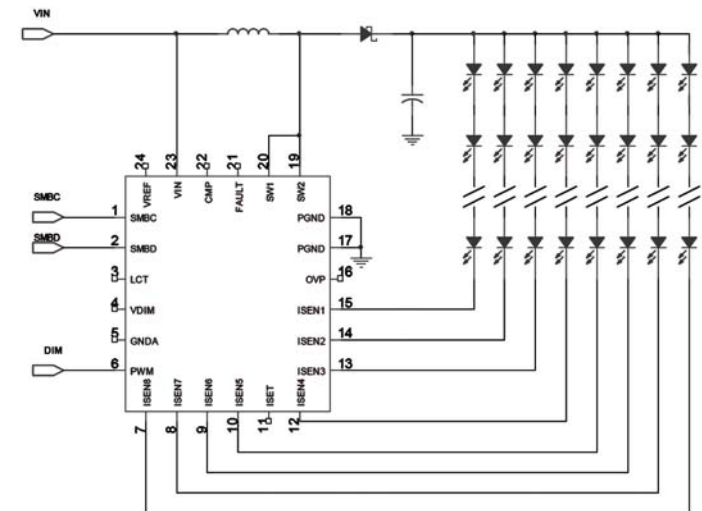 VIN
24 23 22 21 20 19
VREF VIN CMP FAULT SW1 SW2
SMBC
1 SMBC
SMBD
2 SMBD
3 LCT
4 VDIM
5 GNDA
DIM
6 PWM
PGND 18
PGND 17
OVP 16
ISEN1 15
ISEN2 14
ISEN3 13
ISEN8 ISEN7 ISEN6 ISEN5 ISET ISEN4
7 8 9 10 11 12